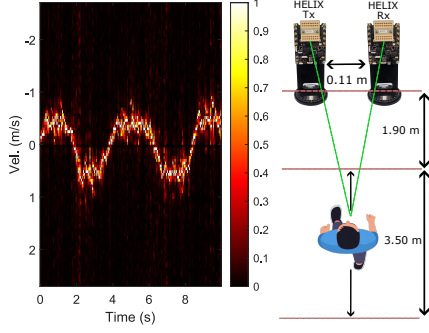 HELIX Tx
HELIX Rx
0.11 m
1.90 m
3.50 m
Vel. (m/s)
-2
-1
0
1
2
0 2 4 6 8 10
Time (s)
1
0.9
0.8
0.7
0.6
0.5
0.4
0.3
0.2
0.1
0